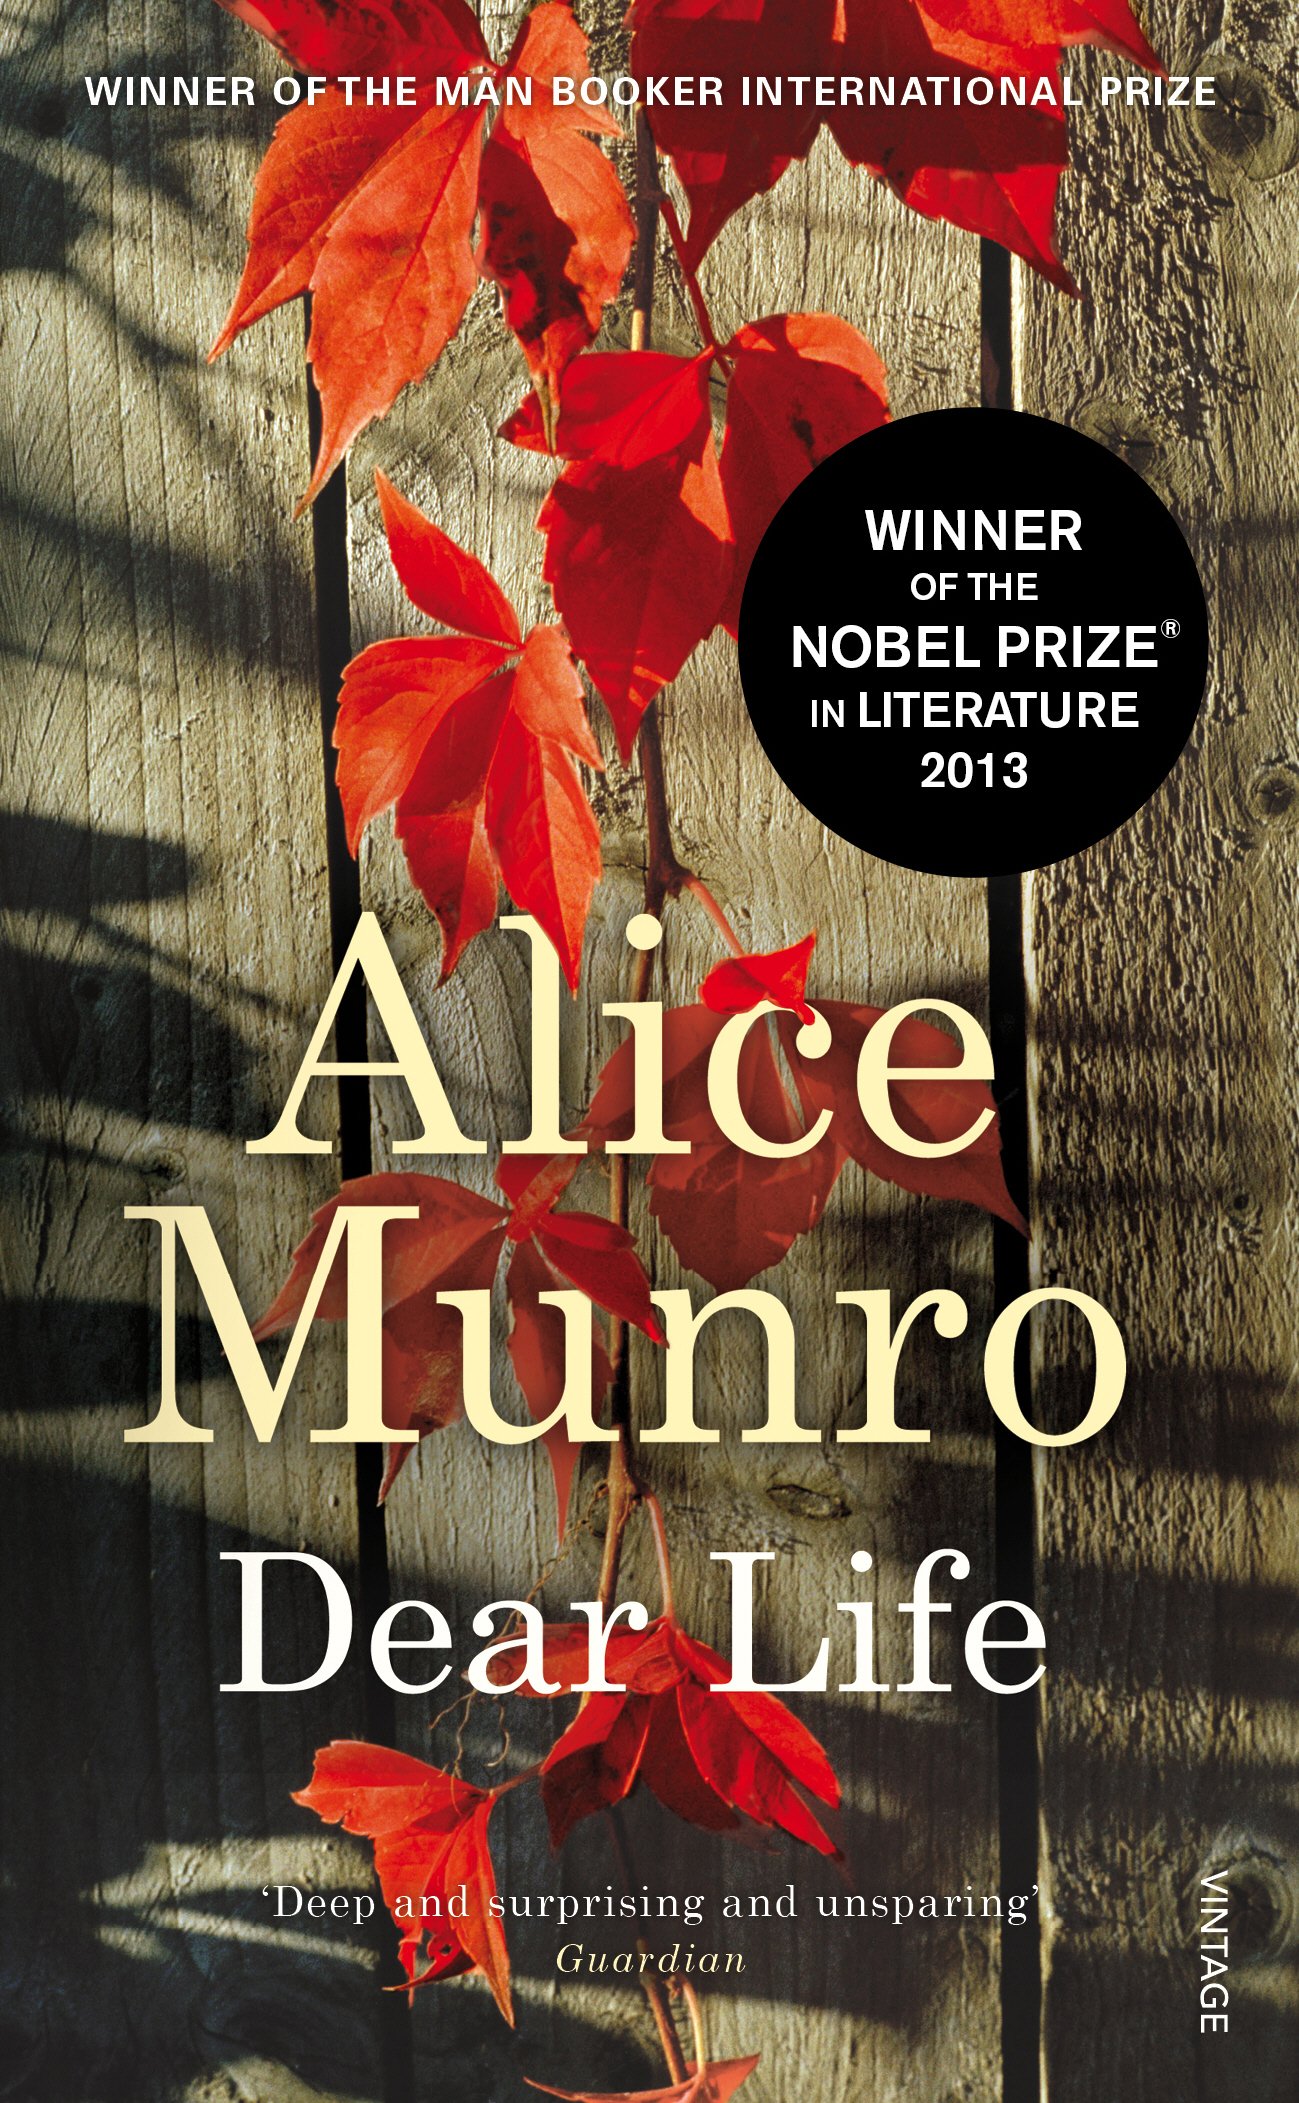 WINNER OF THE MAN BOOKER INTERNATIONAL PRIZE
WINNER
OF THE
NOBEL PRIZE®
IN LITERATURE
2013
Alice
Munro
Dear Life
‘Deep and surprising and unsparing’
Guardian
VINTAGE